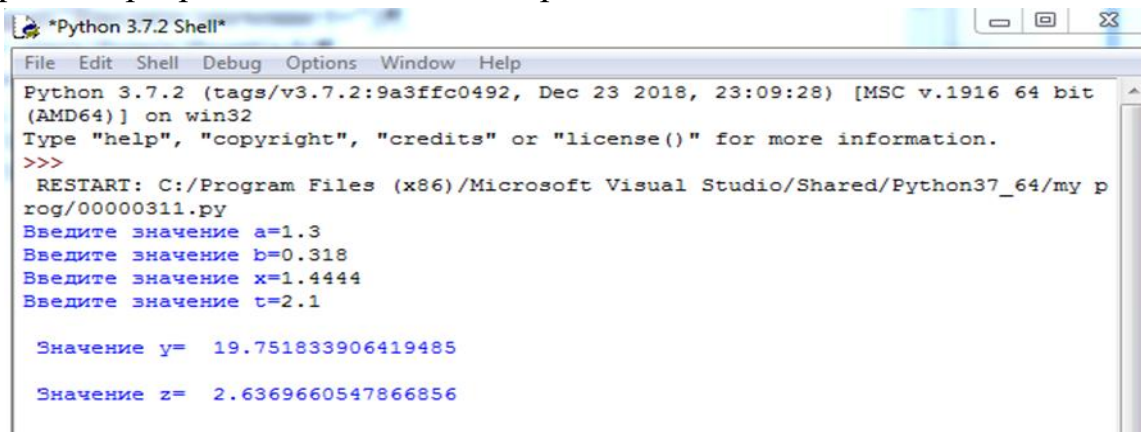 *Python 3.7.2 Shell*
File Edit Shell Debug Options Window Help
Python 3.7.2 (tags/v3.7.2:9a3ffc0492, Dec 23 2018, 23:09:28) [MSC v.1916 64 bit
(AMD64)] on win32
Type "help", "copyright", "credits" or "license()" for more information.
>>>
RESTART: C:/Program Files (x86)/Microsoft Visual Studio/Shared/Python37_64/my p
rog/00000311.py
Введите значение a=1.3
Введите значение b=0.318
Введите значение x=1.4444
Введите значение t=2.1
Значение y= 19.751833906419485
Значение z= 2.6369660547866856